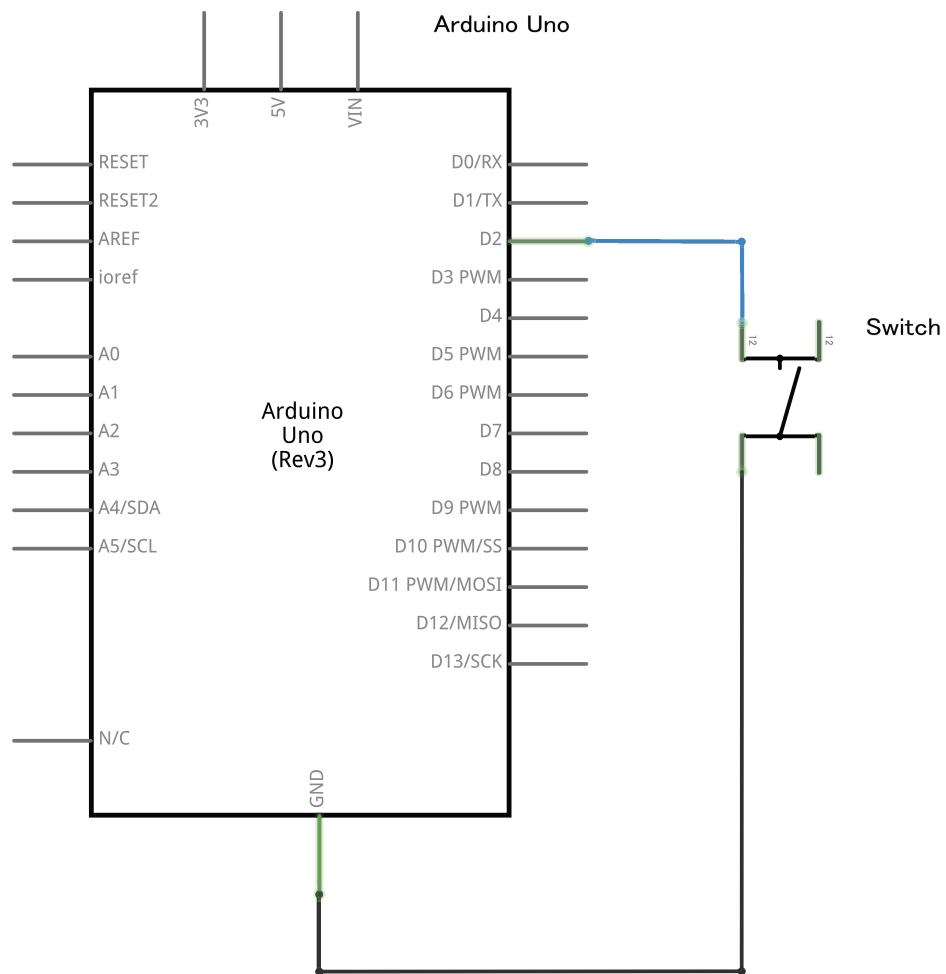 Arduino Uno
3V3
5V
VIN
RESET
D0/RX
RESET2
D1/TX
AREF
D2
ioref
D3 PWM
D4
Switch
12
12
A0
D5 PWM
A1
D6 PWM
A2
D7
A3
D8
Arduino
Uno
(Rev3)
A4/SDA
D9 PWM
A5/SCL
D10 PWM/SS
D11 PWM/MOSI
D12/MISO
D13/SCK
N/C
GND